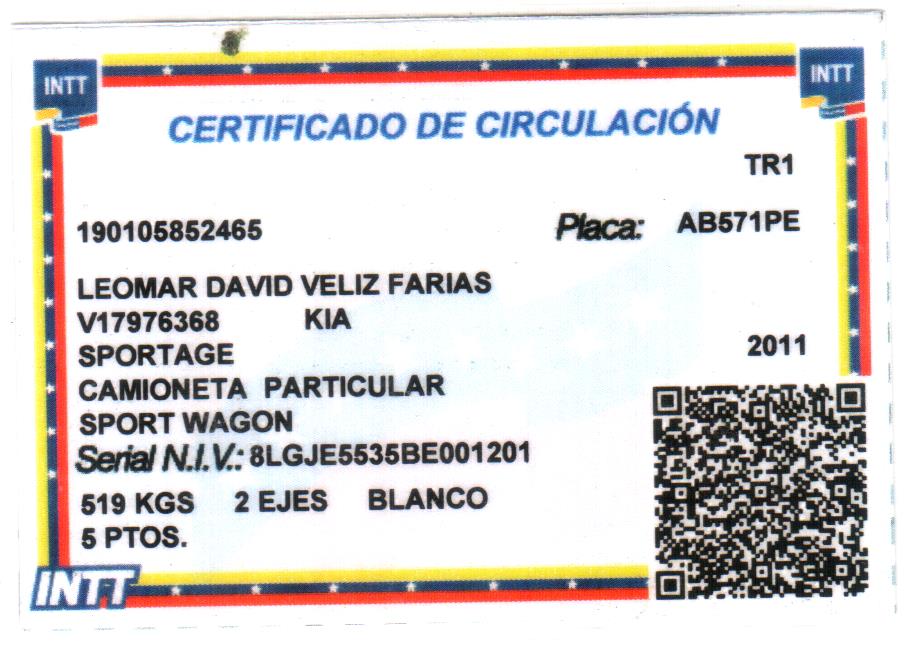 INTT
INTT
CERTIFICADO DE CIRCULACIÓN
TR1
190105852465 Placa: AB571PE
LEOMAR DAVID VELIZ FARIAS
V17976368 KIA
SPORTAGE 2011
CAMIONETA PARTICULAR
SPORT WAGON
Serial N.I.V.: 8LGJE5535BE001201
519 KGS 2 EJES BLANCO
5 PTOS.
INTT